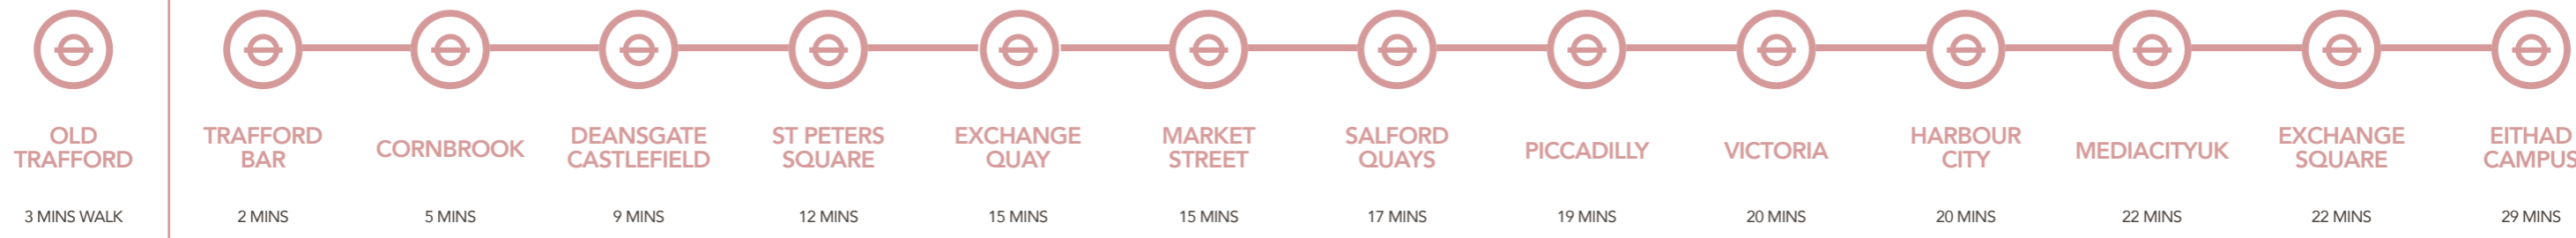 OLD
TRAFFORD
3 MINS WALK
TRAFFORD
BAR
2 MINS
CORNBROOK
5 MINS
DEANSGATE
CASTLEFIELD
9 MINS
ST PETERS
SQUARE
12 MINS
EXCHANGE
QUAY
15 MINS
MARKET
STREET
15 MINS
SALFORD
QUAYS
17 MINS
PICCADILLY
19 MINS
VICTORIA
20 MINS
HARBOUR
CITY
20 MINS
MEDIACITYUK
22 MINS
EXCHANGE
SQUARE
22 MINS
EITHAD
CAMPUS
29 MINS